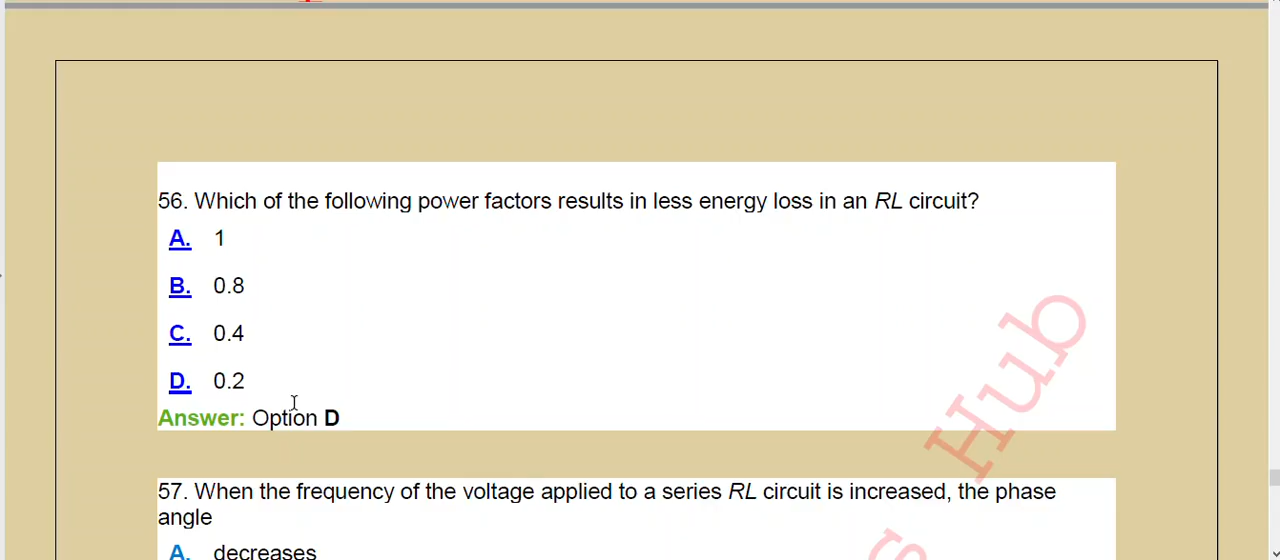 56. Which of the following power factors results in less energy loss in an RL circuit?
A. 1
B. 0.8
C. 0.4
D. 0.2
Answer: Option D
Hub
57. When the frequency of the voltage applied to a series RL circuit is increased, the phase
angle
A. decreases